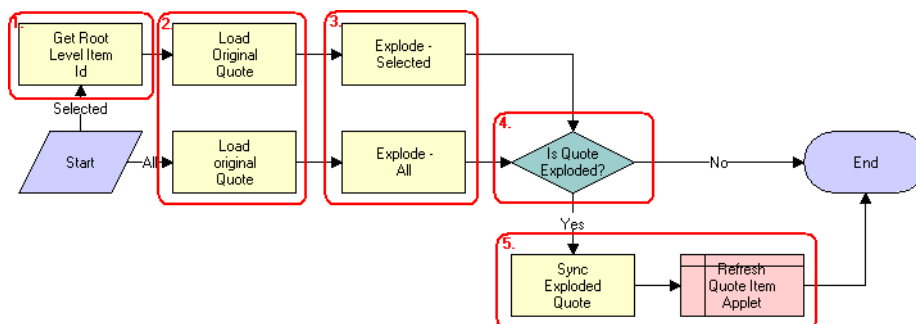 1.
Get Root
Level Item
Id
2.
Load
Original
Quote
3.
Explode -
Selected
Selected
Start
All
Load
original
Quote
Explode -
All
4.
Is Quote
Exploded?
No
End
Yes
5.
Sync
Exploded
Quote
Refresh
Quote Item
Applet